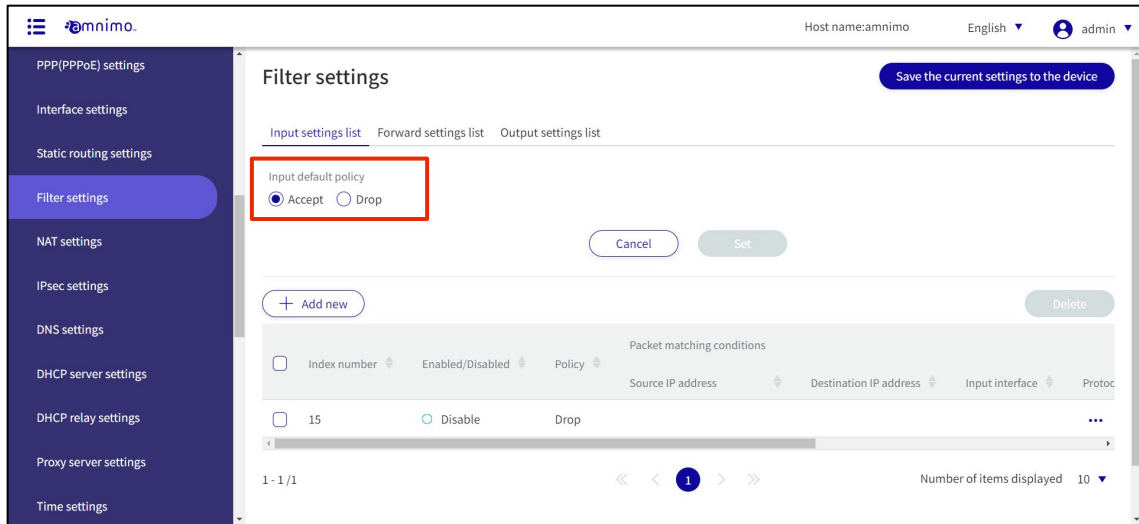 amnimo
Host name:amnimo
English
admin
PPP(PPPoE) settings
Interface settings
Static routing settings
Filter settings
NAT settings
IPsec settings
DNS settings
DHCP server settings
DHCP relay settings
Proxy server settings
Time settings
Filter settings
Save the current settings to the device
Input settings list Forward settings list Output settings list
Input default policy
Accept Drop
Cancel Set
+ Add new
Delete
Packet matching conditions
Index number Enabled/Disabled Policy
Source IP address Destination IP address Input interface Protoc
15 Disable Drop ...
1 - 1 /1
1
Number of items displayed 10